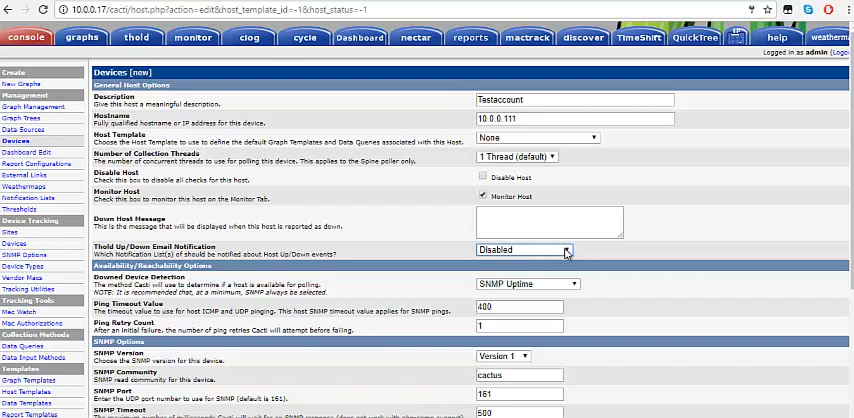 10.0.0.17/cacti/host.php?action=edit&host_template_id=-1&host_status=-1
console graphs thold monitor clog cycle Dashboard nectar reports mactrack discover TimeShift QuickTree help weatherma
Logged in as admin (Logo
Create
New Graphs
Management
Graph Management
Graph Trees
Data Sources
Devices
Dashboard Edit
Report Configurations
External Links
Weathermaps
Notification Lists
Thresholds
Device Tracking
Sites
Devices
SNMP Options
Device Types
Vendor Macs
Tracking Utilities
Tracking Tools
Mac Watch
Mac Authorizations
Collection Methods
Data Queries
Data Input Methods
Templates
Graph Templates
Host Templates
Data Templates
Report Templates
Devices [new]
General Host Options
Description
Give this host a meaningful description.
Testaccount
Hostname
Fully qualified hostname or IP address for this device.
10.0.0.111
Host Template
Choose the Host Template to use to define the default Graph Templates and Data Queries associated with this Host.
None
Number of Collection Threads
The number of concurrent threads to use for polling this device. This applies to the Spine poller only.
1 Thread (default)
Disable Host
Check this box to disable all checks for this host.
Disable Host
Monitor Host
Check this box to monitor this host on the Monitor Tab.
Monitor Host
Down Host Message
This is the message that will be displayed when this host is reported as down.
Thold Up/Down Email Notification
Which Notification List(s) of should be notified about Host Up/Down events?
Disabled
Availability/Reachability Options
Downed Device Detection
The method Cacti will use to determine if a host is available for polling.
NOTE: It is recommended that, at a minimum, SNMP always be selected.
SNMP Uptime
Ping Timeout Value
The timeout value to use for host ICMP and UDP pinging. This host SNMP timeout value applies for SNMP pings.
400
Ping Retry Count
After an initial failure, the number of ping retries Cacti will attempt before failing.
1
SNMP Options
SNMP Version
Choose the SNMP version for this device.
Version 1
SNMP Community
SNMP read community for this device.
cactus
SNMP Port
Enter the UDP port number to use for SNMP (default is 161).
161
SNMP Timeout
500